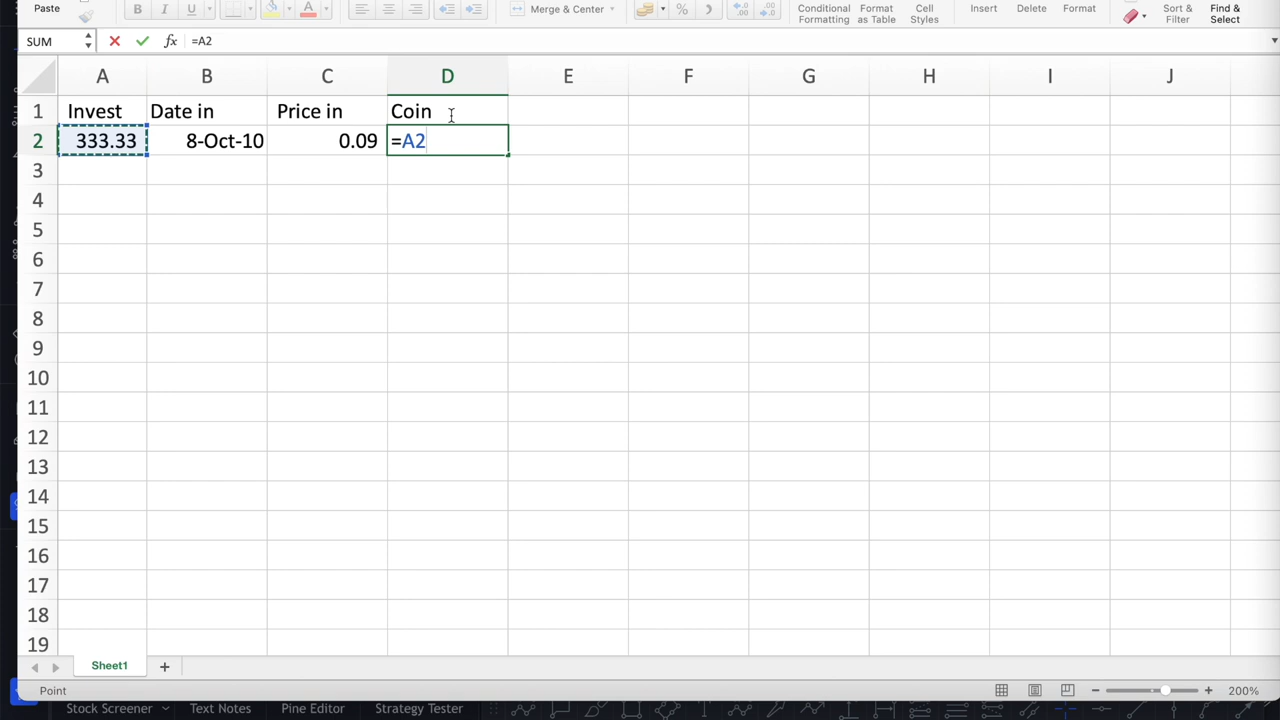 Paste B I U A Merge & Center % Conditional Formatting Format as Table Cell Styles Insert Delete Format Sort & Filter Find & Select
SUM fx =A2
A B C D E F G H I J
1 Invest Date in Price in Coin
2 333.33 8-Oct-10 0.09 =A2
3
4
5
6
7
8
9
10
11
12
13
14
15
16
17
18
19
Sheet1 +
Point 200%
Stock Screener Text Notes Pine Editor Strategy Tester